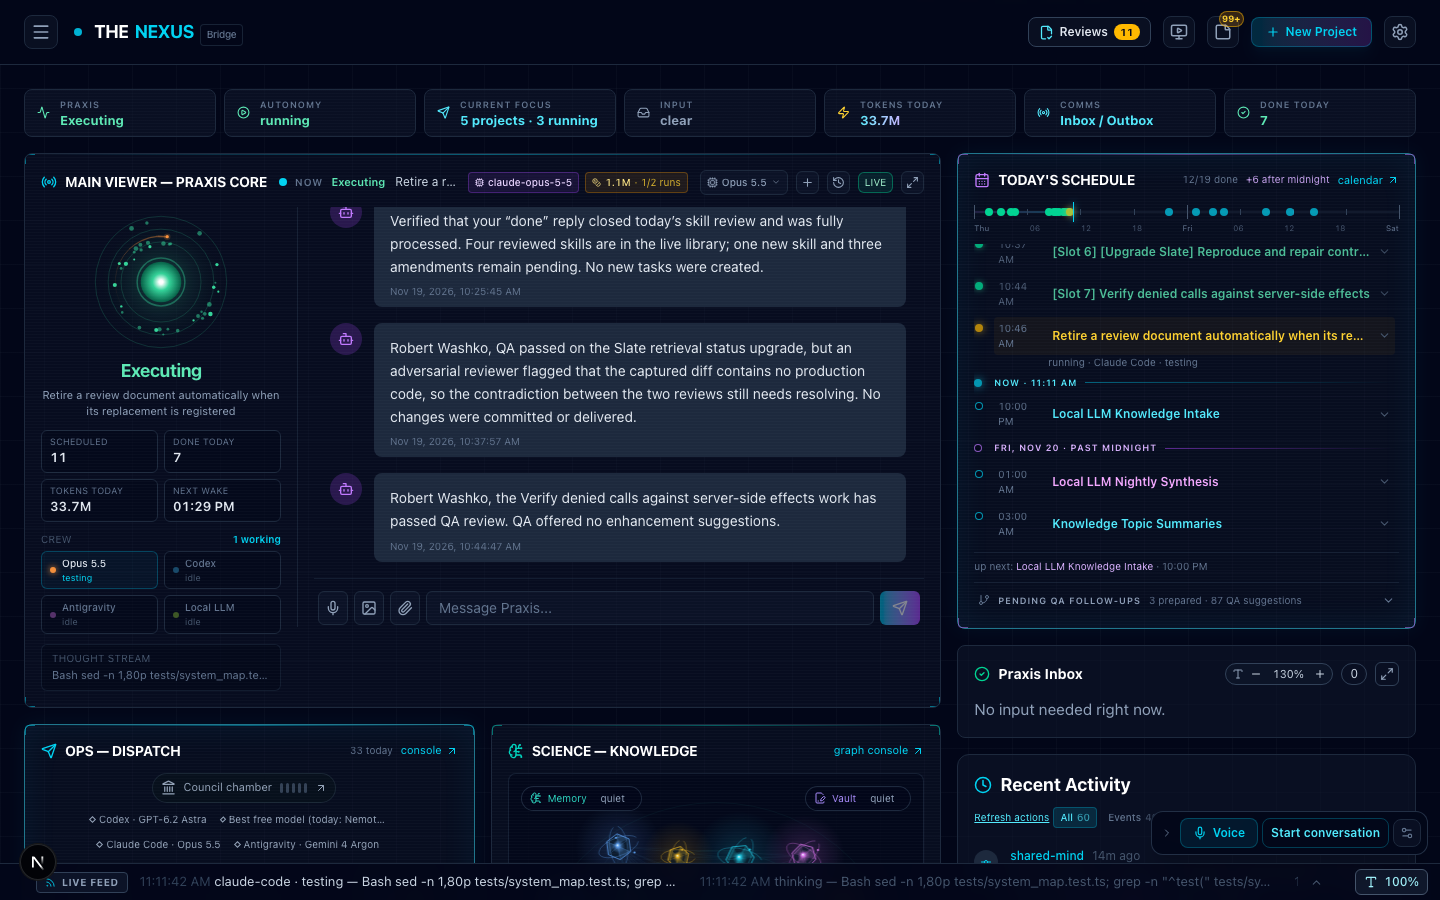 THE NEXUS Bridge
Reviews 11
99+
New Project
PRAXIS
Executing
AUTONOMY
running
CURRENT FOCUS
5 projects · 3 running
INPUT
clear
TOKENS TODAY
33.7M
COMMS
Inbox / Outbox
DONE TODAY
7
MAIN VIEWER — PRAXIS CORE NOW Executing Retire a r... claude-opus-5-5 1.1M · 1/2 runs Opus 5.5 LIVE
Executing
Retire a review document automatically when
its replacement is registered
SCHEDULED
11
DONE TODAY
7
TOKENS TODAY
33.7M
NEXT WAKE
01:29 PM
CREW 1 working
Opus 5.5
testing
Codex
idle
Antigravity
idle
Local LLM
idle
THOUGHT STREAM
Bash sed -n 1,80p tests/system_map.te...
Verified that your “done” reply closed today’s skill review and was fully
processed. Four reviewed skills are in the live library; one new skill and three
amendments remain pending. No new tasks were created.
Nov 19, 2026, 10:25:45 AM
Robert Washko, QA passed on the Slate retrieval status upgrade, but an
adversarial reviewer flagged that the captured diff contains no production
code, so the contradiction between the two reviews still needs resolving. No
changes were committed or delivered.
Nov 19, 2026, 10:37:57 AM
Robert Washko, the Verify denied calls against server-side effects work has
passed QA review. QA offered no enhancement suggestions.
Nov 19, 2026, 10:44:47 AM
Message Praxis...
TODAY'S SCHEDULE 12/19 done +6 after midnight calendar
Thu 06 12 18 Fri 06 12 18 Sat
10:37
AM
[Slot 6] [Upgrade Slate] Reproduce and repair contr...
10:44
AM
[Slot 7] Verify denied calls against server-side effects
10:46
AM
Retire a review document automatically when its re...
running · Claude Code · testing
NOW · 11:11 AM
10:00
PM
Local LLM Knowledge Intake
FRI, NOV 20 · PAST MIDNIGHT
01:00
AM
Local LLM Nightly Synthesis
03:00
AM
Knowledge Topic Summaries
up next: Local LLM Knowledge Intake · 10:00 PM
PENDING QA FOLLOW-UPS 3 prepared · 87 QA suggestions
Praxis Inbox 130% 0
No input needed right now.
OPS — DISPATCH 33 today console
Council chamber
Codex · GPT-6.2 Astra Best free model (today: Nemot...
Claude Code · Opus 5.5 Antigravity · Gemini 4 Argon
SCIENCE — KNOWLEDGE graph console
Memory quiet
Vault quiet
Recent Activity
Refresh actions All 60 Events
shared-mind 14m ago
Voice Start conversation
N
LIVE FEED 11:11:42 AM claude-code · testing — Bash sed -n 1,80p tests/system_map.test.ts; grep ... 11:11:42 AM thinking — Bash sed -n 1,80p tests/system_map.test.ts; grep -n "^test(" tests/sy...
100%